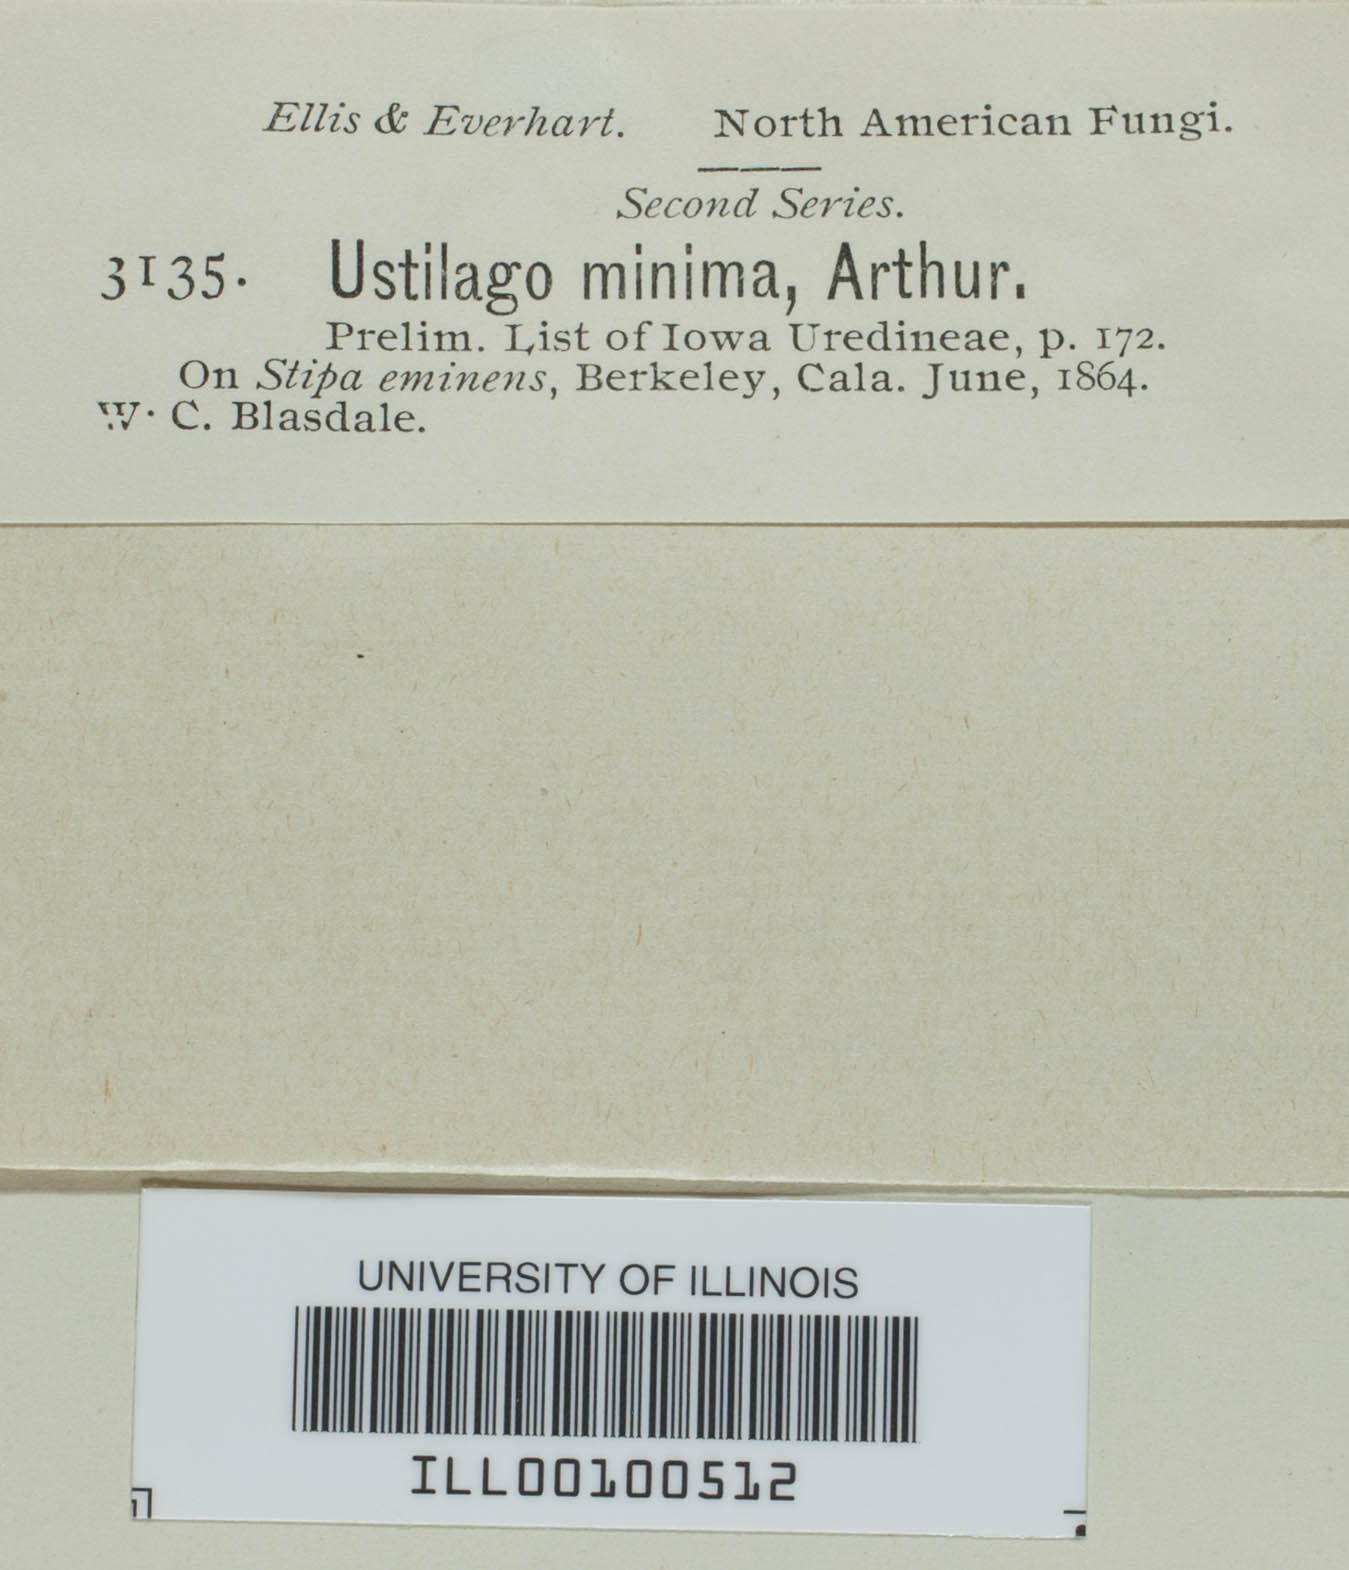 Ellis & Everhart. North American Fungi.
Second Series.
3135. Ustilago minima, Arthur.
Prelim. List of Iowa Uredineae, p. 172.
On Stipa eminens, Berkeley, Cala. June, 1864.
W. C. Blasdale.
UNIVERSITY OF ILLINOIS
ILL00100512